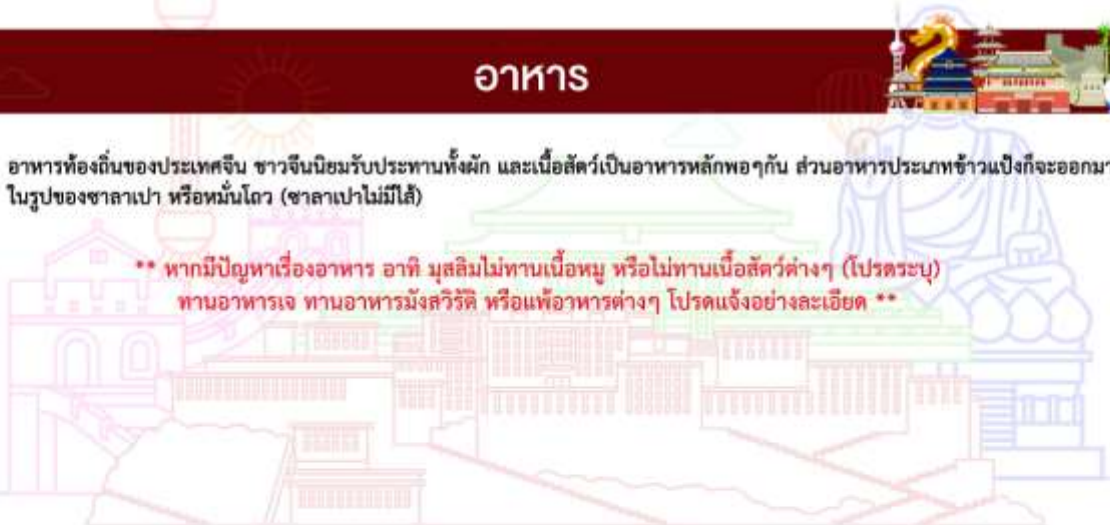 อาหาร
อาหารท้องถิ่นของประเทศจีน ชาวจีนนิยมรับประทานทั้งผัก และเนื้อสัตว์เป็นอาหารหลักพอๆกัน ส่วนอาหารประเภทข้าวแป้งก็จะออกมา
ในรูปของซาลาเปา หรือหมั่นโถว (ซาลาเปาไม่มีไส้)
** หากมีปัญหาเรื่องอาหาร อาทิ มุสลิมไม่ทานเนื้อหมู หรือไม่ทานเนื้อสัตว์ต่างๆ (โปรดระบุ)
ทานอาหารเจ ทานอาหารมังสวิรัติ หรือแพ้อาหารต่างๆ โปรดแจ้งอย่างละเอียด **